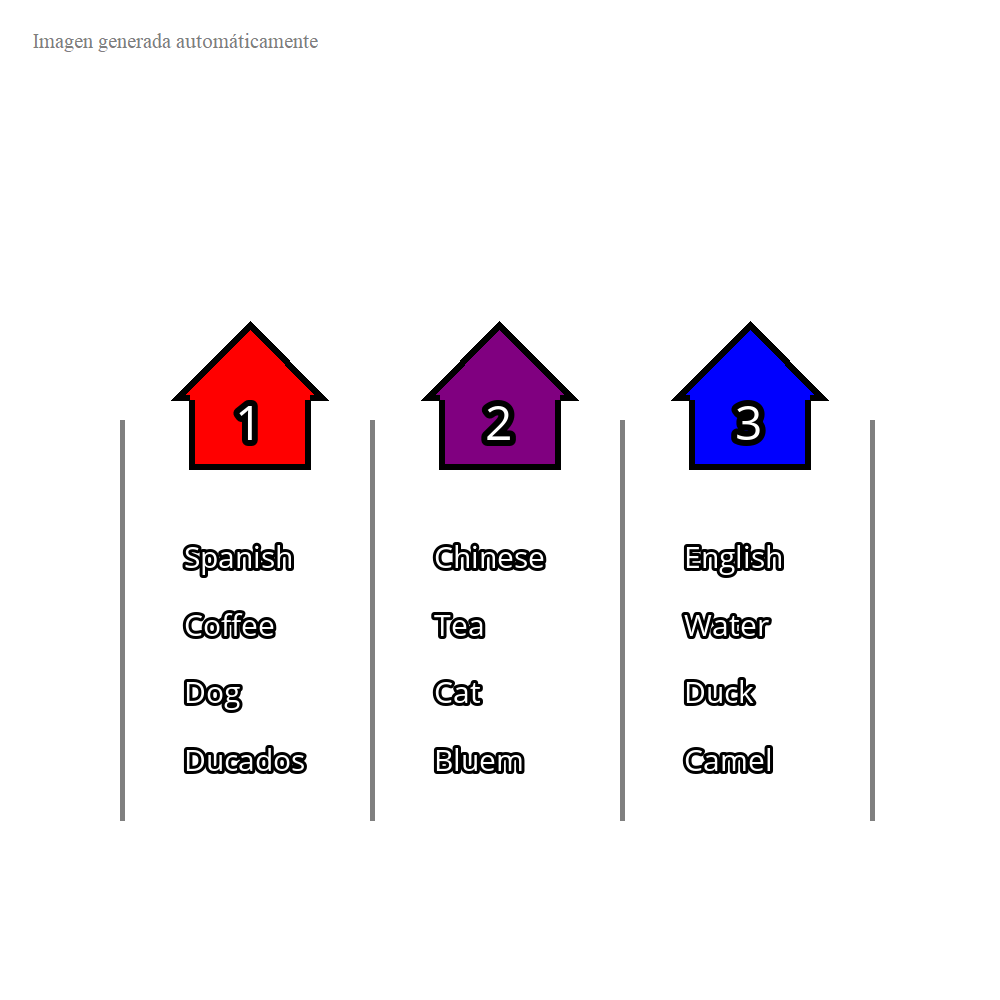 Imagen generada automáticamente
1 2 3
Spanish Chinese English
Coffee Tea Water
Dog Cat Duck
Ducados Bluem Camel